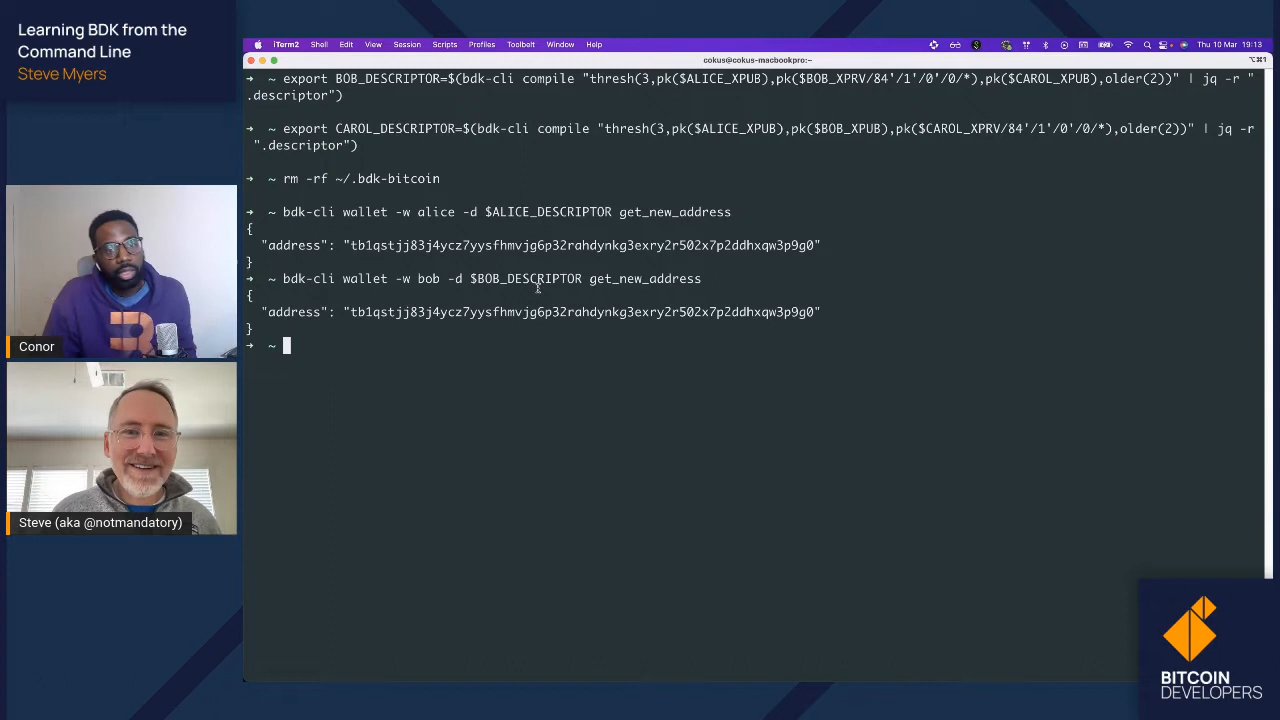 Learning BDK from the
Command Line
Steve Myers
iTerm2 Shell Edit View Session Scripts Profiles Toolbelt Window Help
Thu 10 Mar 19:13
cokus@cokus-macbookpro:~
⌥⌘1
➜ ~ export BOB_DESCRIPTOR=$(bdk-cli compile "thresh(3,pk($ALICE_XPUB),pk($BOB_XPRV/84'/1'/0'/0/*),pk($CAROL_XPUB),older(2))" | jq -r "
.descriptor")
➜ ~ export CAROL_DESCRIPTOR=$(bdk-cli compile "thresh(3,pk($ALICE_XPUB),pk($BOB_XPUB),pk($CAROL_XPRV/84'/1'/0'/0/*),older(2))" | jq -r
".descriptor")
➜ ~ rm -rf ~/.bdk-bitcoin
➜ ~ bdk-cli wallet -w alice -d $ALICE_DESCRIPTOR get_new_address
{
"address": "tb1qstjj83j4ycz7yysfhmvjg6p32rahdynkg3exry2r502x7p2ddhxqw3p9g0"
}
➜ ~ bdk-cli wallet -w bob -d $BOB_DESCRIPTOR get_new_address
{
"address": "tb1qstjj83j4ycz7yysfhmvjg6p32rahdynkg3exry2r502x7p2ddhxqw3p9g0"
}
➜ ~
Conor
Steve (aka @notmandatory)
BITCOIN
DEVELOPERS